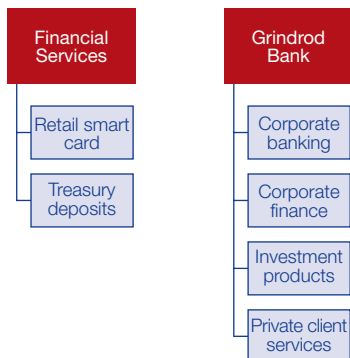 Financial
Services
Retail smart
card
Treasury
deposits
Grindrod
Bank
Corporate
banking
Corporate
finance
Investment
products
Private client
services